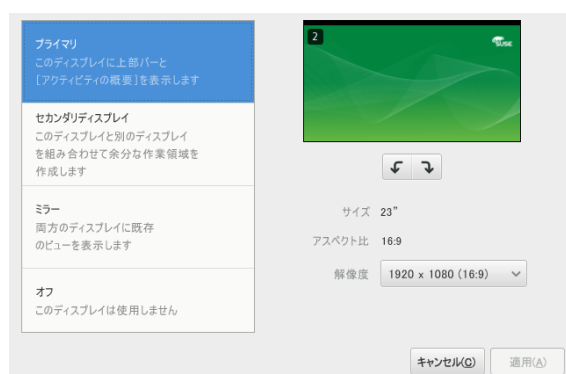 プライマリ
このディスプレイに上部バーと
[アクティビティの概要]を表示します
セカンダリディスプレイ
このディスプレイと別のディスプレイ
を組み合わせて余分な作業領域を
作成します
ミラー
両方のディスプレイに既存
のビューを表示します
オフ
このディスプレイは使用しません
2
SUSE
サイズ 23”
アスペクト比 16:9
解像度 1920 x 1080 (16:9)
キャンセル(C) 適用(A)